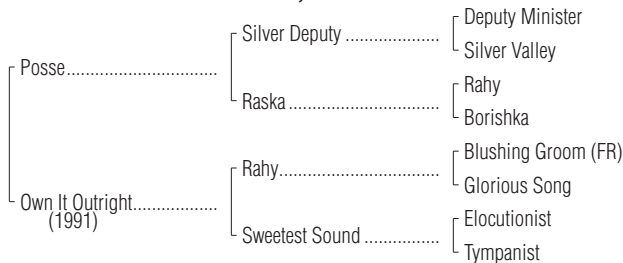 Deputy Minister
Silver Deputy ....................
Silver Valley
Posse................................
Rahy
Raska ................................
Borishka
Blushing Groom (FR)
Rahy..................................
Glorious Song
Own It Outright..................
(1991)
Elocutionist
Sweetest Sound ................
Tympanist